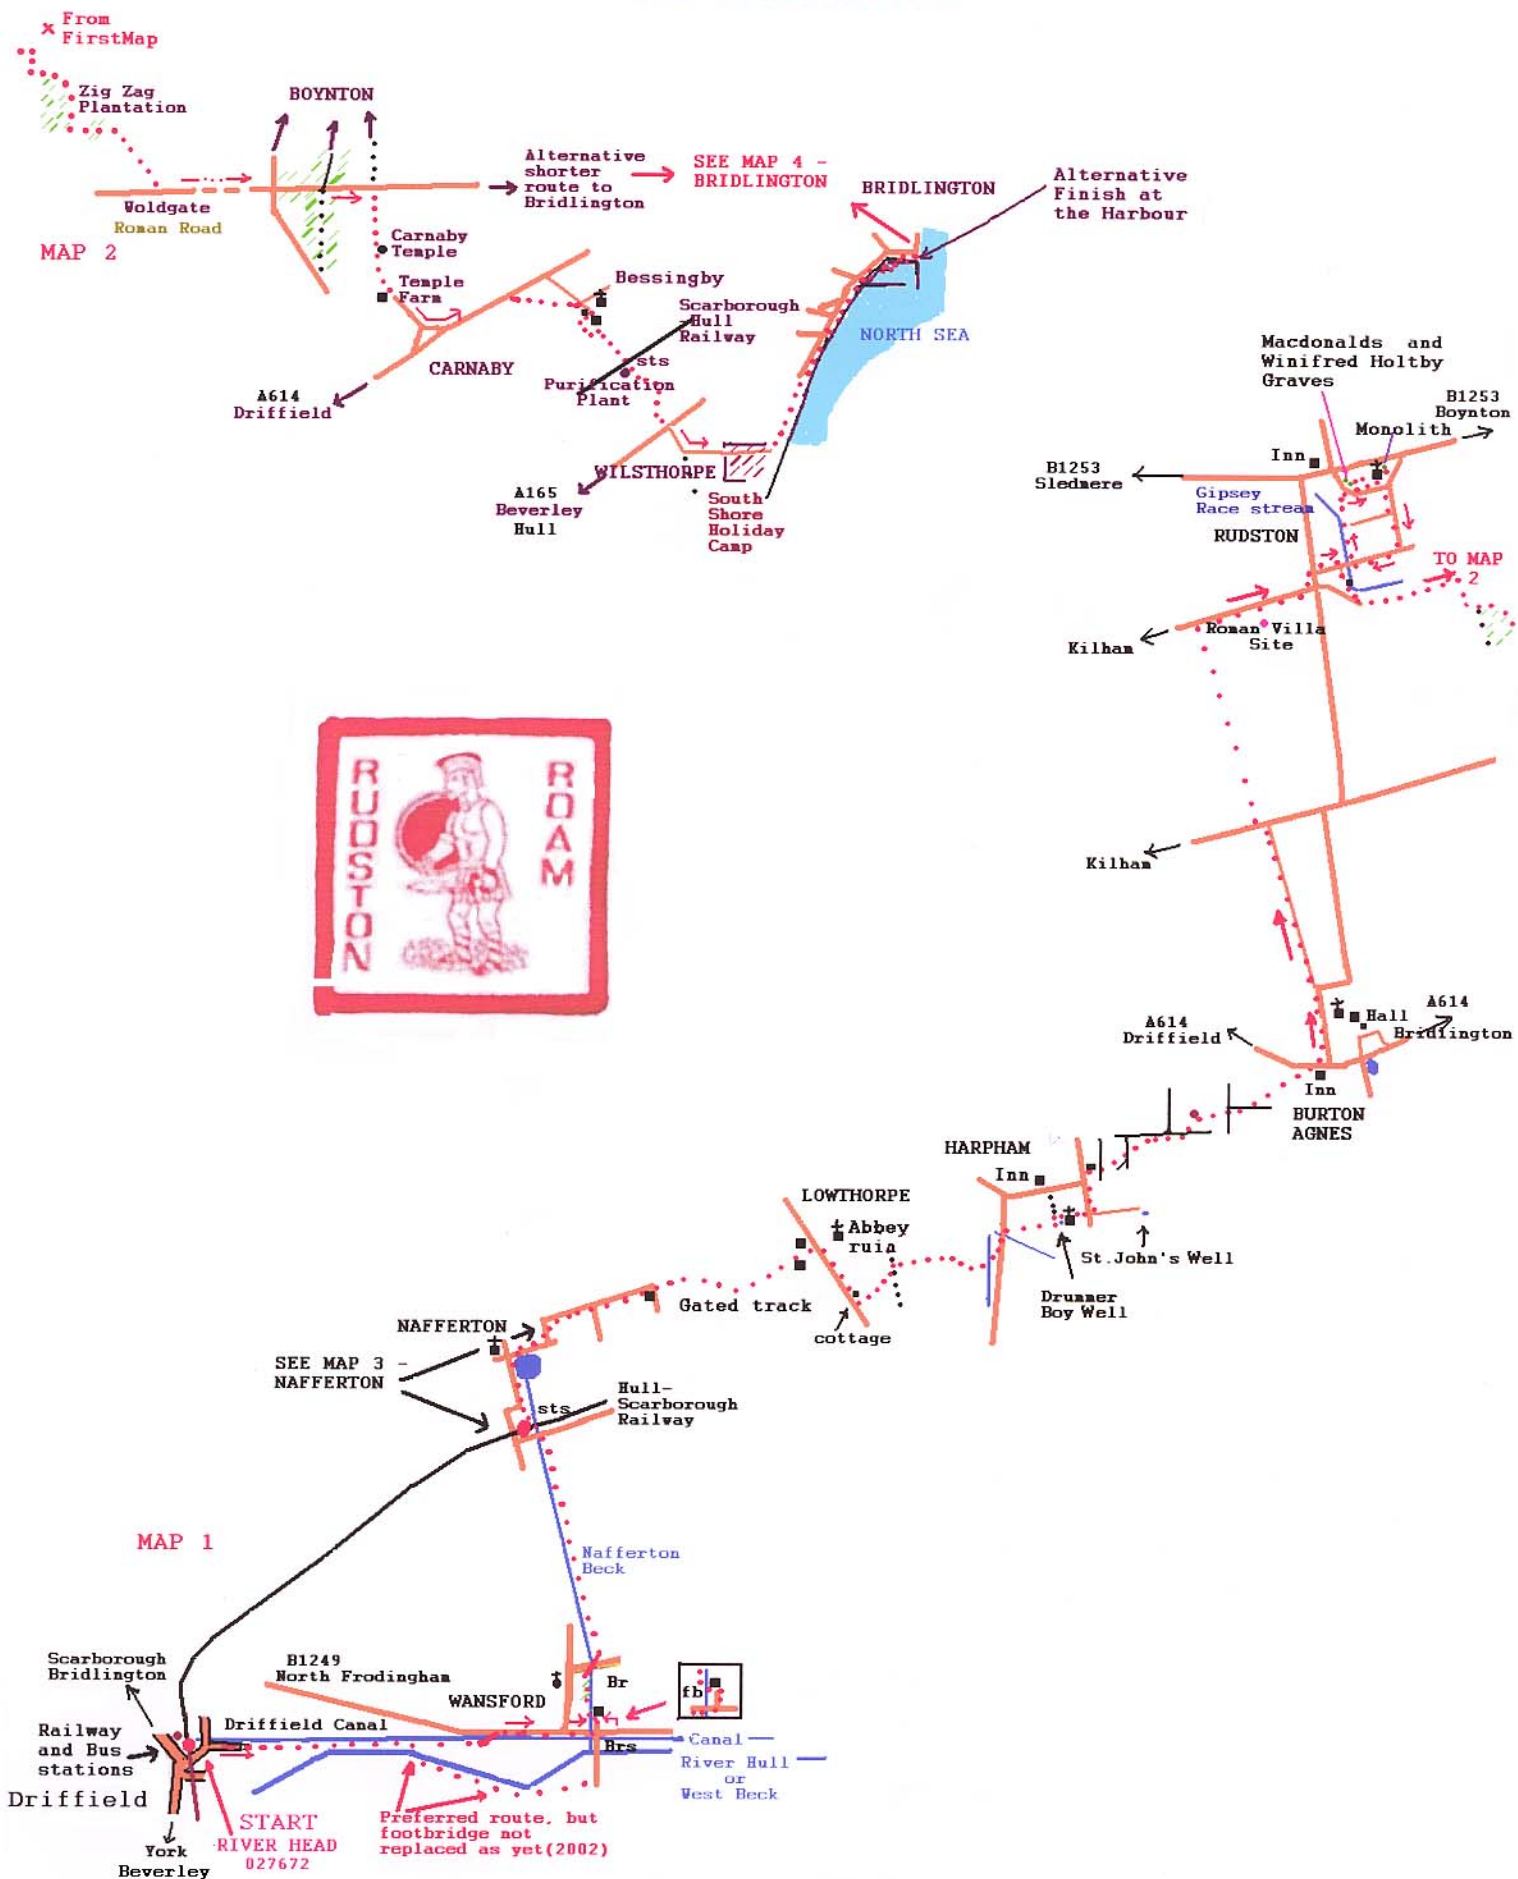 From
FirstMap
Zig Zag
Plantation
BOYNTON
Alternative
shorter
route to
Bridlington
SEE MAP 4 -
BRIDLINGTON
BRIDLINGTON
Alternative
Finish at
the Harbour
Woldgate
Roman Road
MAP 2
Carnaby
Temple
Temple
Farm
Bessingby
Scarborough
-Hull
Railway
NORTH SEA
sts
CARNABY
Purification
Plant
A614
Driffield
WILSTHORPE
A165
Beverley
Hull
South
Shore
Holiday
Camp
Macdonalds and
Winifred Holtby
Graves
B1253
Boynton
Monolith
Inn
B1253
Sledmere
Gipsey
Race stream
RUDSTON
TO MAP
2
Roman Villa
Site
Kilham
RUDSTON
ROAM
Kilham
A614
Driffield
Hall
A614
Bridlington
Inn
BURTON
AGNES
HARPHAM
Inn
LOWTHORPE
Abbey
ruin
St.John's Well
Drummer
Boy Well
Gated track
cottage
NAFFERTON
SEE MAP 3 -
NAFFERTON
Hull-
Scarborough
Railway
sts
MAP 1
Nafferton
Beck
Scarborough
Bridlington
B1249
North Frodingham
WANSFORD
Br
fb
Driffield Canal
Railway
and Bus
stations
Brs
Canal
River Hull
or
West Beck
Driffield
START
RIVER HEAD
027672
Preferred route, but
footbridge not
replaced as yet(2002)
York
Beverley